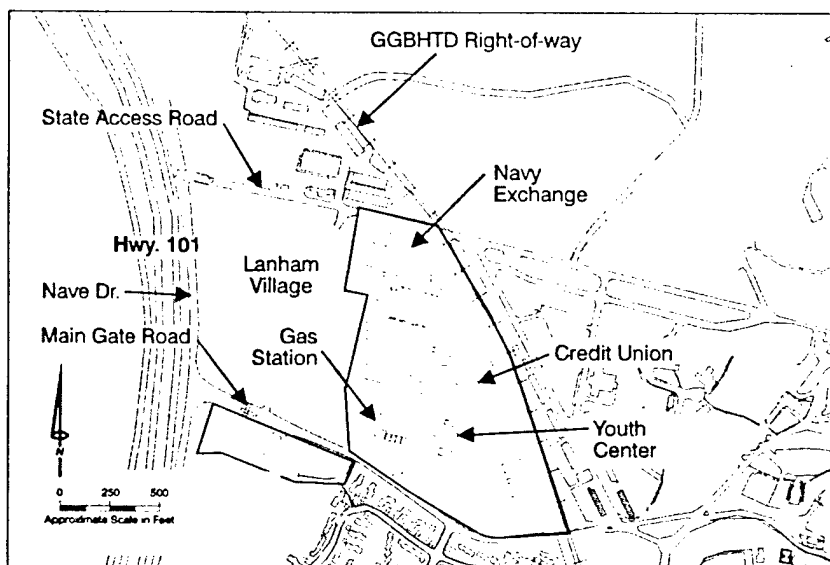 GGBHTD Right-of-way
State Access Road
Navy
Exchange
Hwy. 101
Lanham
Village
Nave Dr.
Main Gate Road
Gas
Station
Credit Union
Youth
Center
N
0 250 500
Approximate Scale in Feet